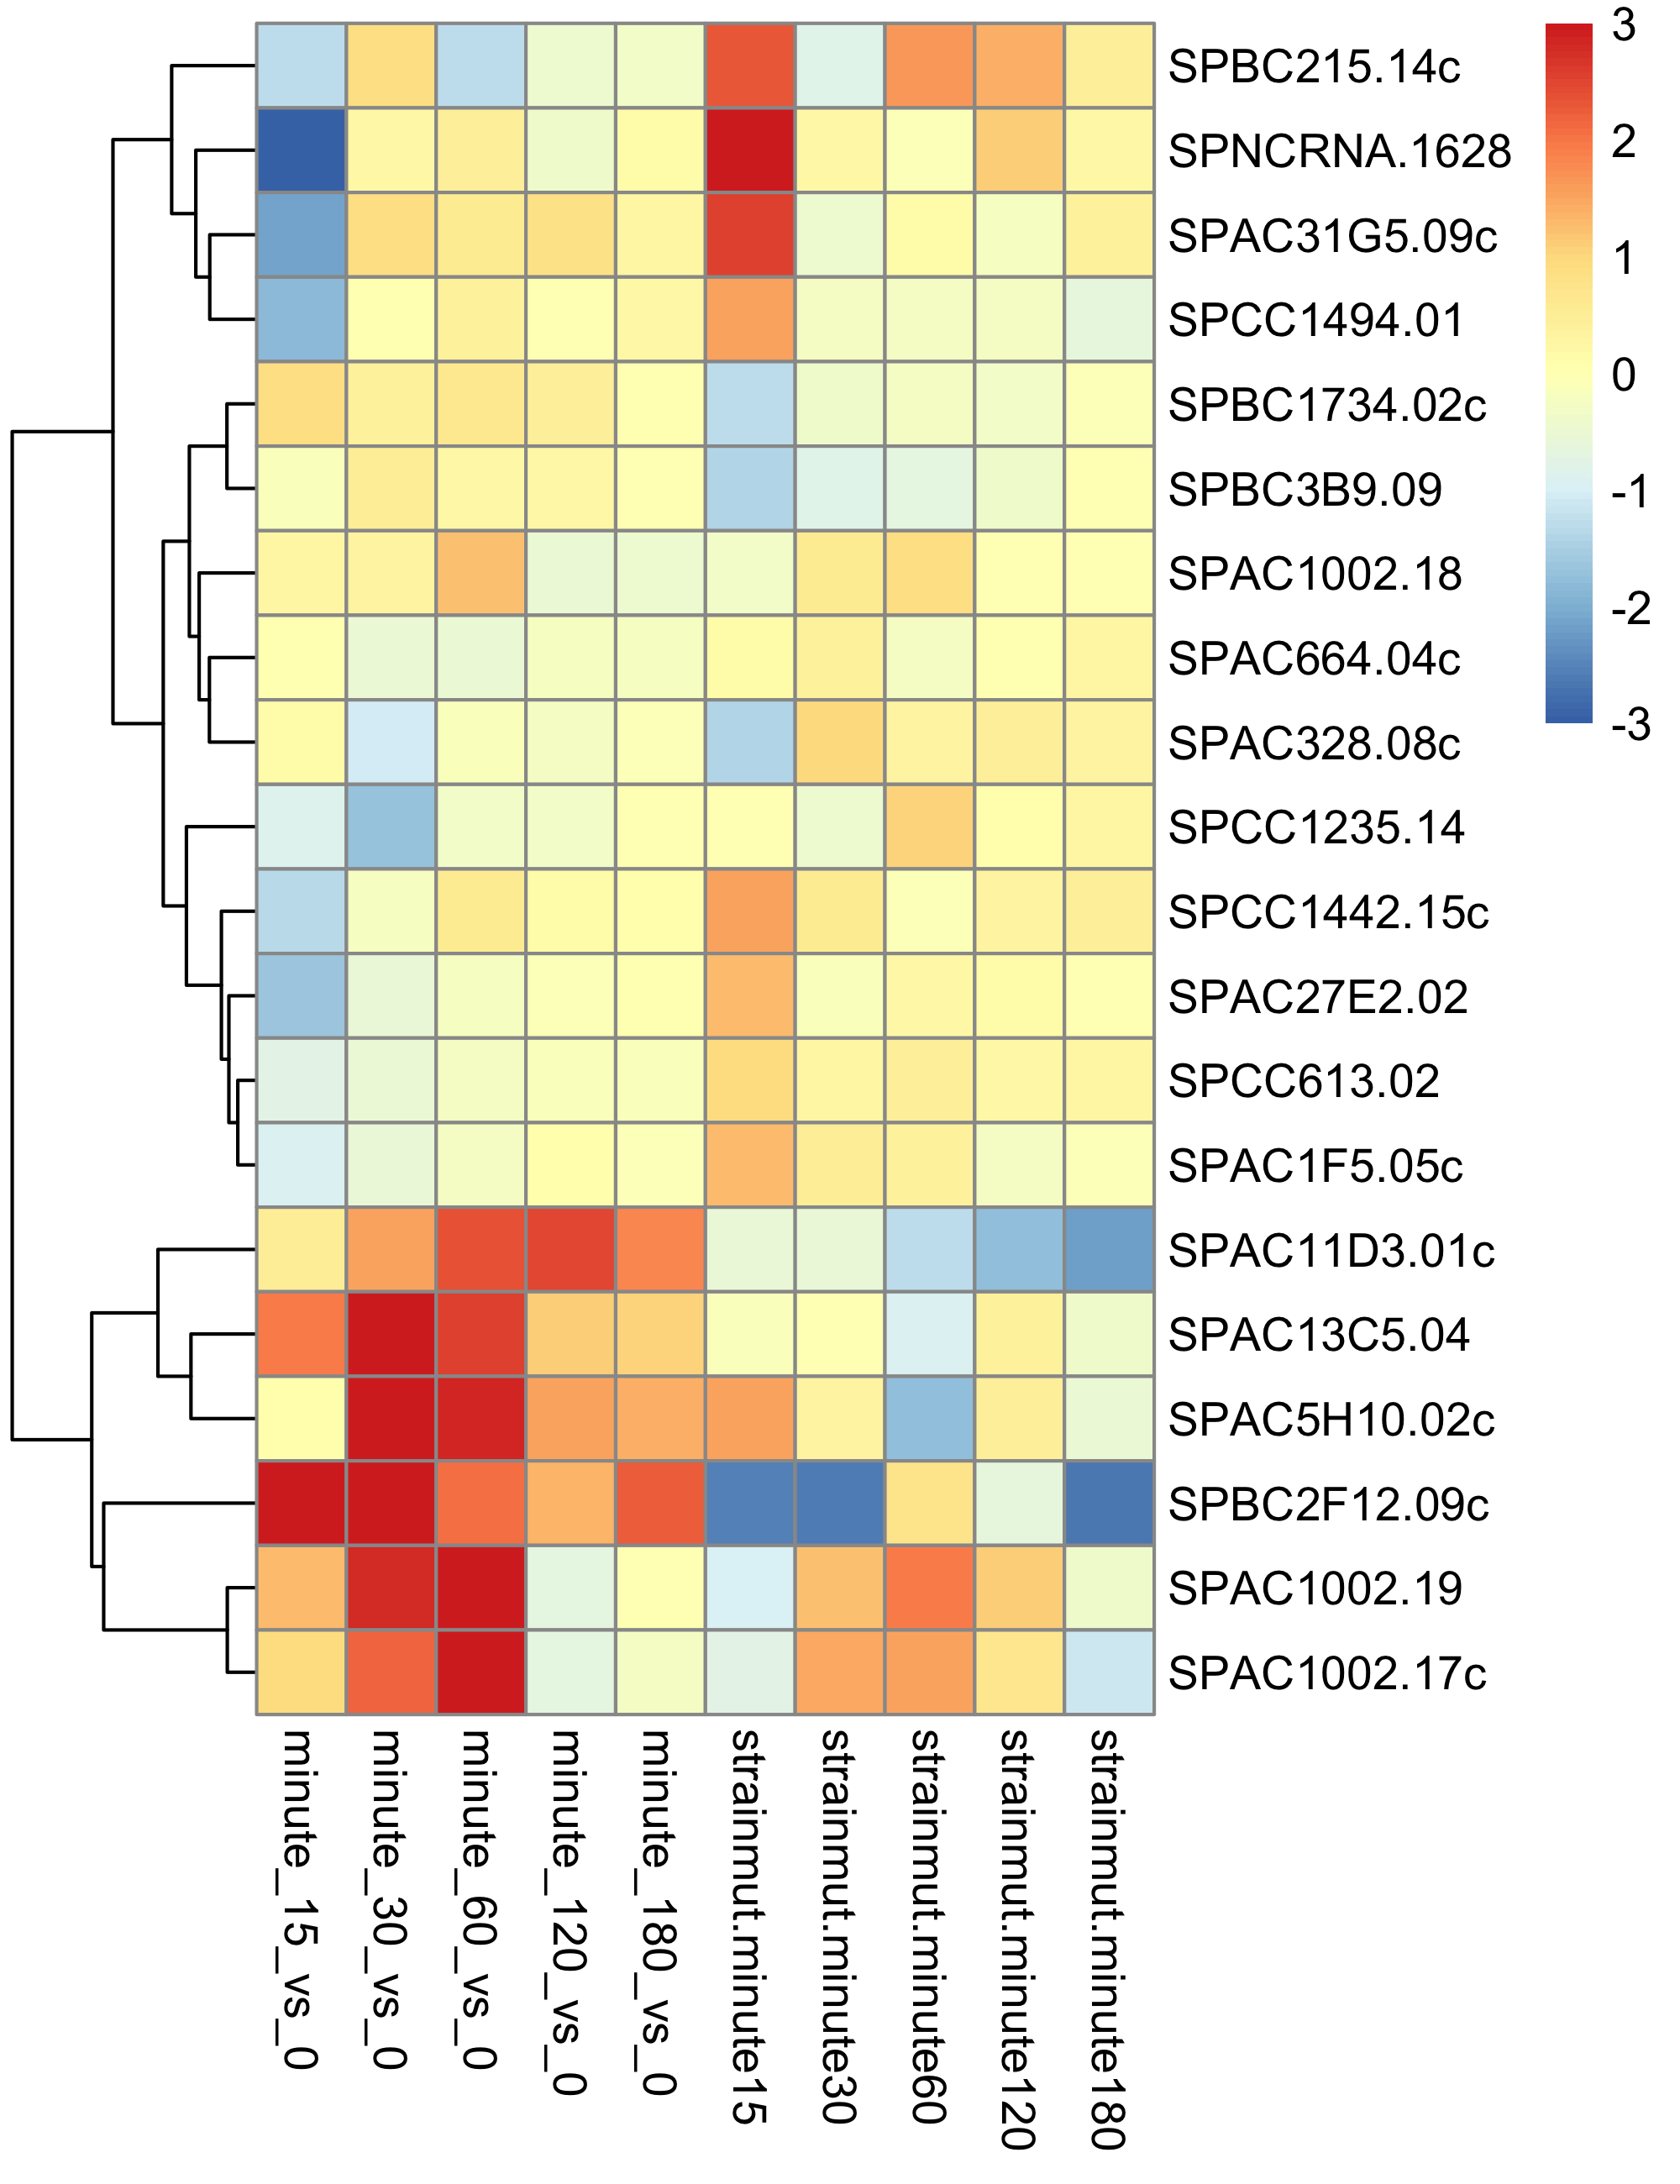 SPBC215.14c
SPNCRNA.1628
SPAC31G5.09c
SPCC1494.01
SPBC1734.02c
SPBC3B9.09
SPAC1002.18
SPAC664.04c
SPAC328.08c
SPCC1235.14
SPCC1442.15c
SPAC27E2.02
SPCC613.02
SPAC1F5.05c
SPAC11D3.01c
SPAC13C5.04
SPAC5H10.02c
SPBC2F12.09c
SPAC1002.19
SPAC1002.17c
3
2
1
0
-1
-2
-3
minute_15_vs_0
minute_30_vs_0
minute_60_vs_0
minute_120_vs_0
minute_180_vs_0
strainmut.minute15
strainmut.minute30
strainmut.minute60
strainmut.minute120
strainmut.minute180